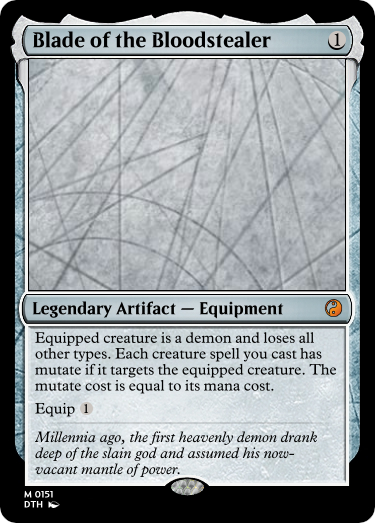 Blade of the Bloodstealer 1
Legendary Artifact — Equipment
Equipped creature is a demon and loses all
other types. Each creature spell you cast has
mutate if it targets the equipped creature. The
mutate cost is equal to its mana cost.
Equip 1
Millennia ago, the first heavenly demon drank
deep of the slain god and assumed his now-
vacant mantle of power.
M 0151
DTH